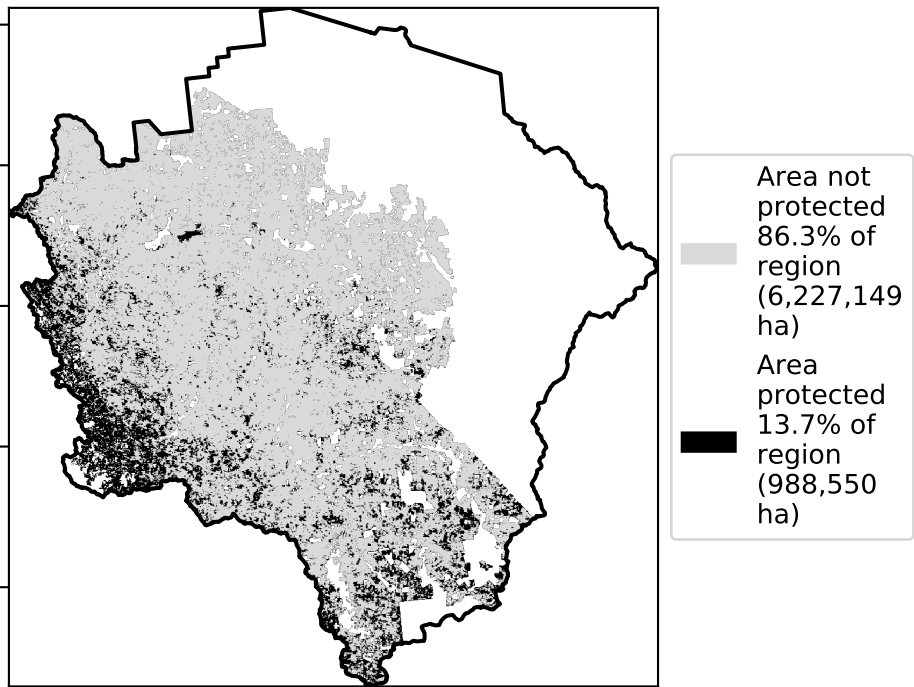 Area not
protected
86.3% of
region
(6,227,149
ha)
Area
protected
13.7% of
region
(988,550
ha)